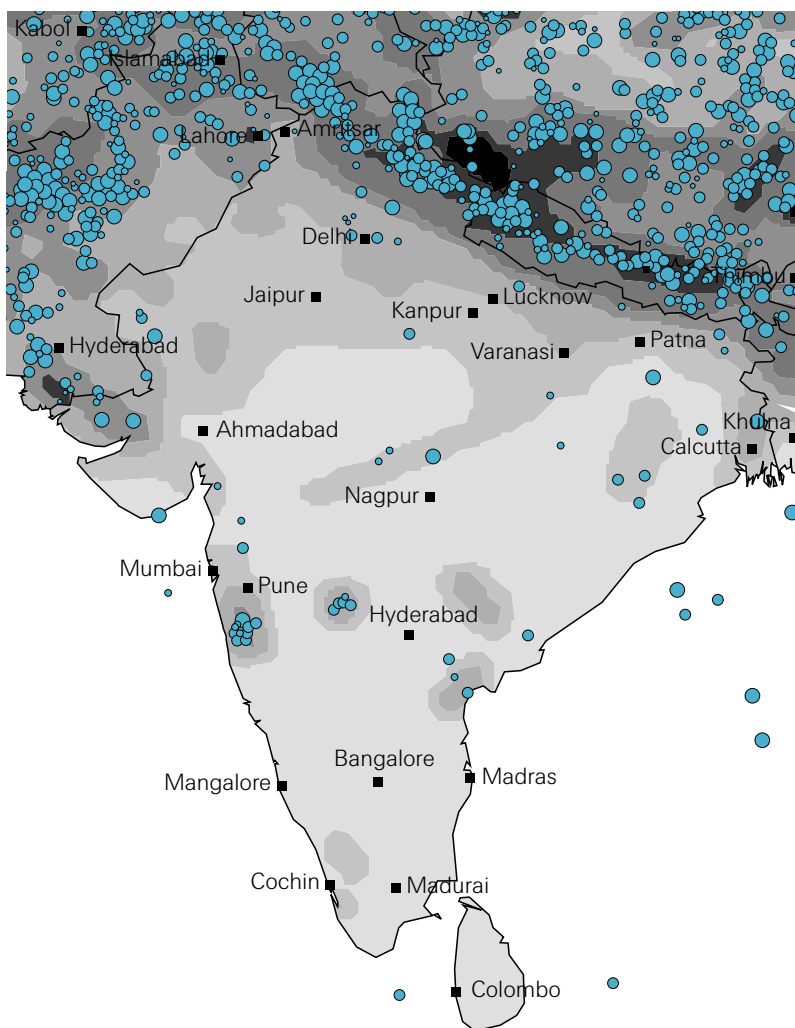 Kabol
Islamabad
Lahore
Amritsar
Delhi
Thimbu
Jaipur
Lucknow
Kanpur
Hyderabad
Varanasi
Patna
Ahmadabad
Khulna
Calcutta
Nagpur
Mumbai
Pune
Hyderabad
Bangalore
Mangalore
Madras
Cochin
Madurai
Colombo